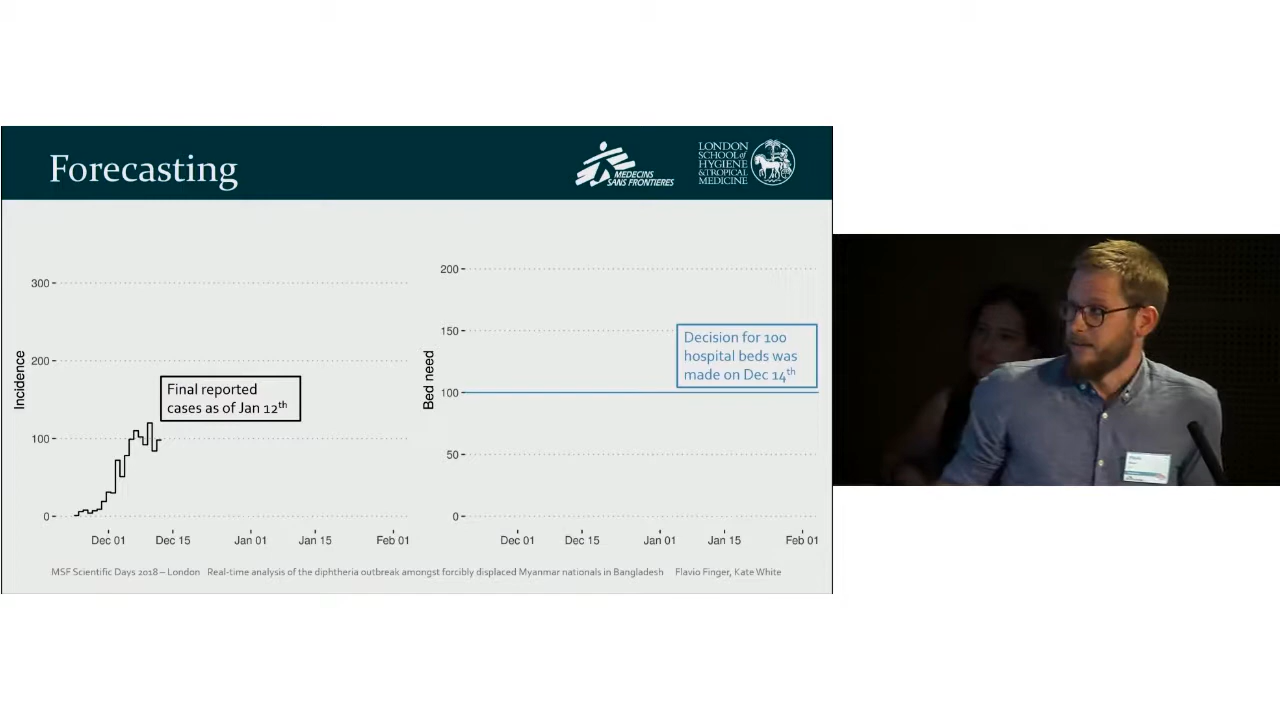 Forecasting
MEDECINS
SANS FRONTIERES
LONDON
SCHOOL of
HYGIENE
& TROPICAL
MEDICINE
Incidence
300
200
100
0
Dec 01
Dec 15
Jan 01
Jan 15
Feb 01
Final reported
cases as of Jan 12th
Bed need
200
150
100
50
0
Dec 01
Dec 15
Jan 01
Jan 15
Feb 01
Decision for 100
hospital beds was
made on Dec 14th
MSF Scientific Days 2018 – London Real-time analysis of the diphtheria outbreak amongst forcibly displaced Myanmar nationals in Bangladesh Flavio Finger, Kate White